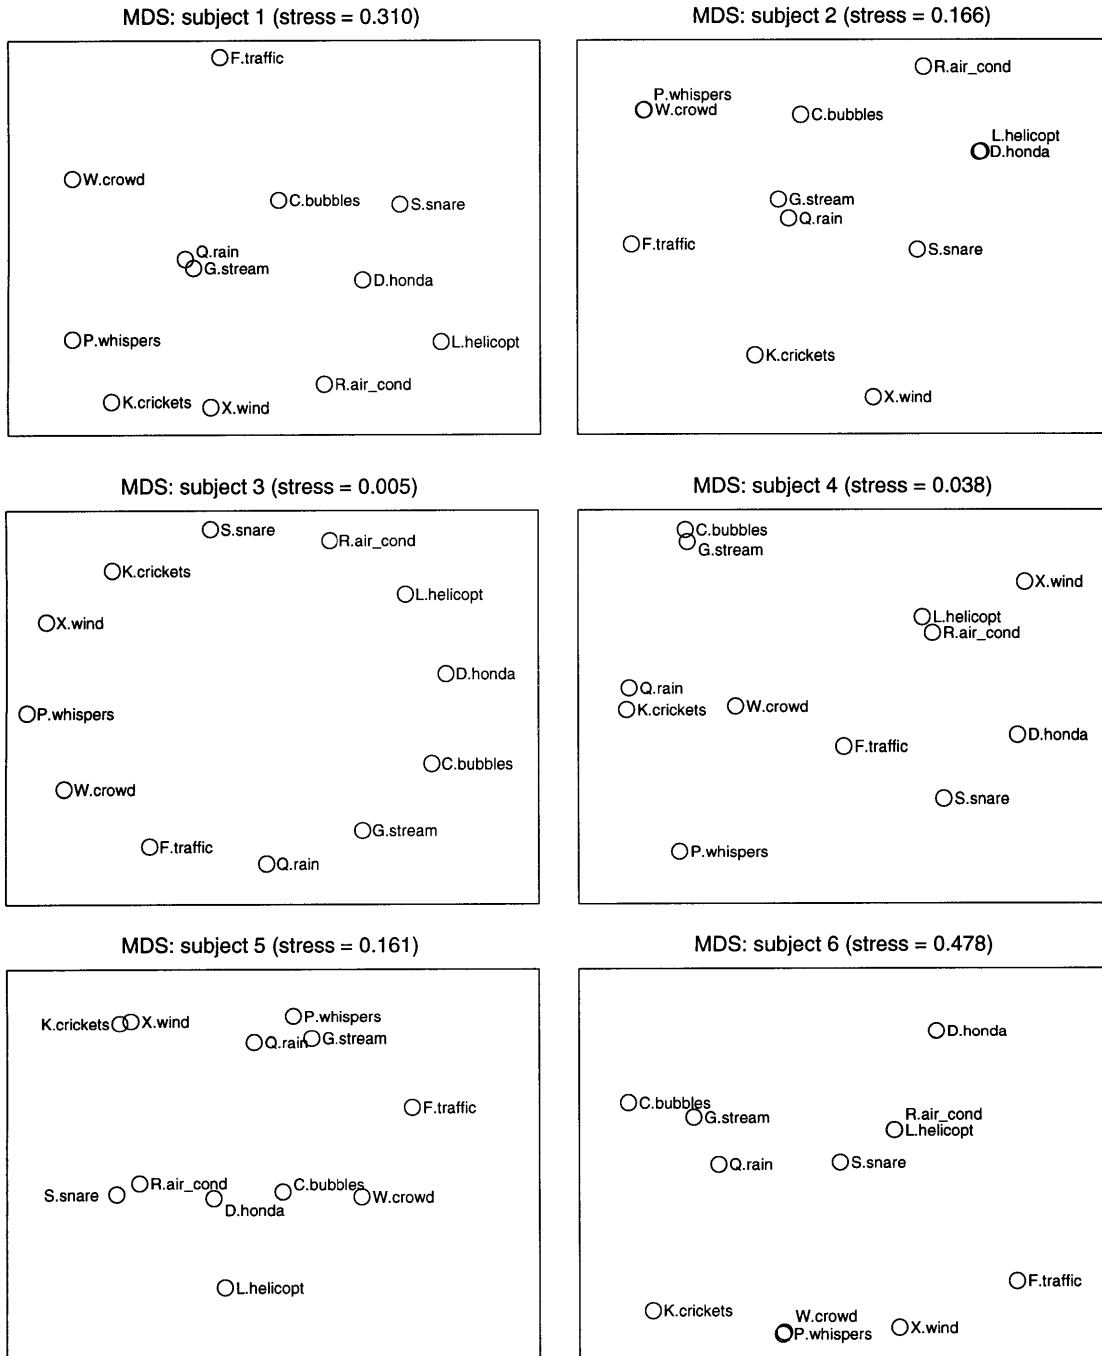 MDS: subject 1 (stress = 0.310)
F.traffic
W.crowd
C.bubbles
S.snare
Q.rain
G.stream
D.honda
P.whispers
L.helicopt
R.air_cond
K.crickets
X.wind
MDS: subject 2 (stress = 0.166)
R.air_cond
P.whispers
W.crowd
C.bubbles
L.helicopt
D.honda
G.stream
Q.rain
F.traffic
S.snare
K.crickets
X.wind
MDS: subject 3 (stress = 0.005)
S.snare
R.air_cond
K.crickets
L.helicopt
X.wind
D.honda
P.whispers
C.bubbles
W.crowd
G.stream
F.traffic
Q.rain
MDS: subject 4 (stress = 0.038)
C.bubbles
G.stream
X.wind
L.helicopt
R.air_cond
Q.rain
K.crickets
W.crowd
D.honda
F.traffic
S.snare
P.whispers
MDS: subject 5 (stress = 0.161)
K.crickets
X.wind
P.whispers
Q.rain
G.stream
F.traffic
S.snare
R.air_cond
D.honda
C.bubbles
W.crowd
L.helicopt
MDS: subject 6 (stress = 0.478)
D.honda
C.bubbles
G.stream
R.air_cond
L.helicopt
Q.rain
S.snare
F.traffic
K.crickets
W.crowd
P.whispers
X.wind